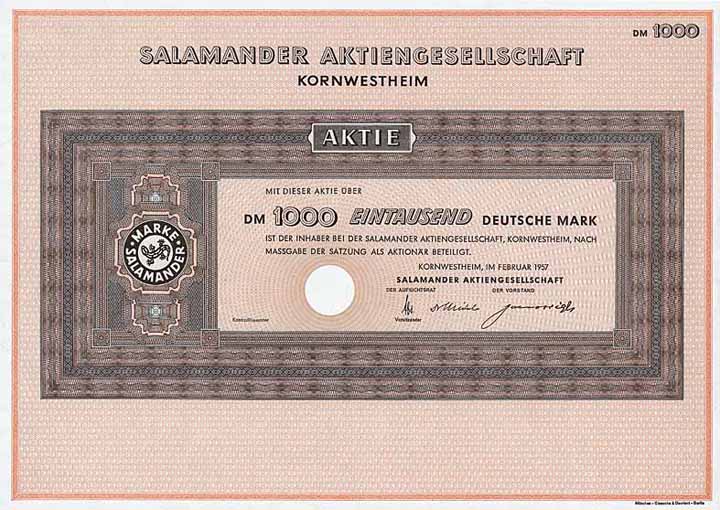 DM 1000
SALAMANDER AKTIENGESELLSCHAFT
KORNWESTHEIM
AKTIE
MARKE
SALAMANDER
MIT DIESER AKTIE ÜBER
DM 1000 EINTAUSEND DEUTSCHE MARK
IST DER INHABER BEI DER SALAMANDER AKTIENGESELLSCHAFT, KORNWESTHEIM, NACH
MASSGABE DER SATZUNG ALS AKTIONÄR BETEILIGT.
KORNWESTHEIM, IM FEBRUAR 1957
SALAMANDER AKTIENGESELLSCHAFT
DER AUFSICHTSRAT DER VORSTAND
Vorsitzender
Kontrollbeamter